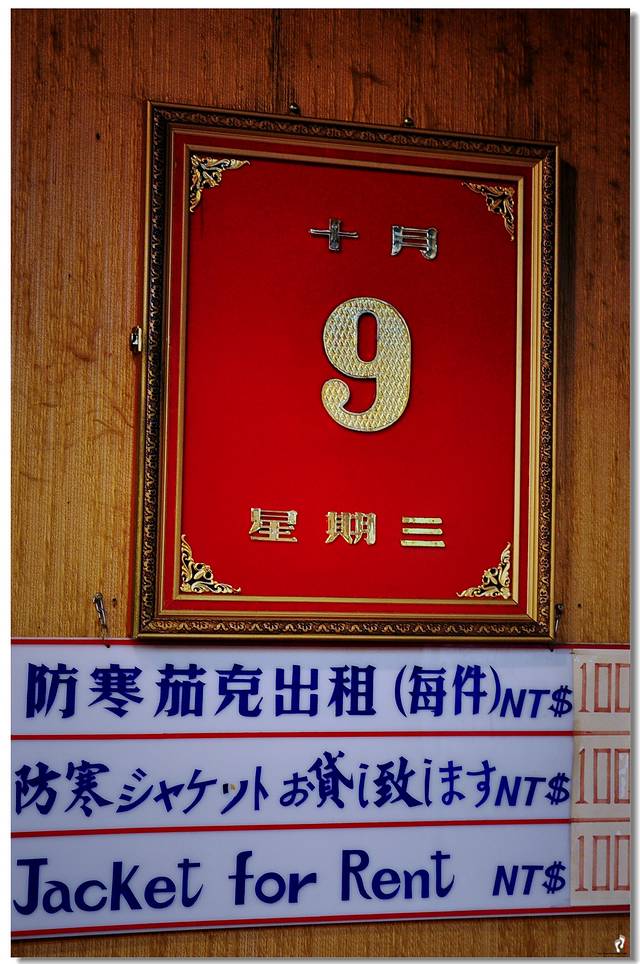 十月
9
星期三
防寒茄克出租(每件)NT$100
防寒ジャケットお貸し致しますNT$100
Jacket for Rent NT$100